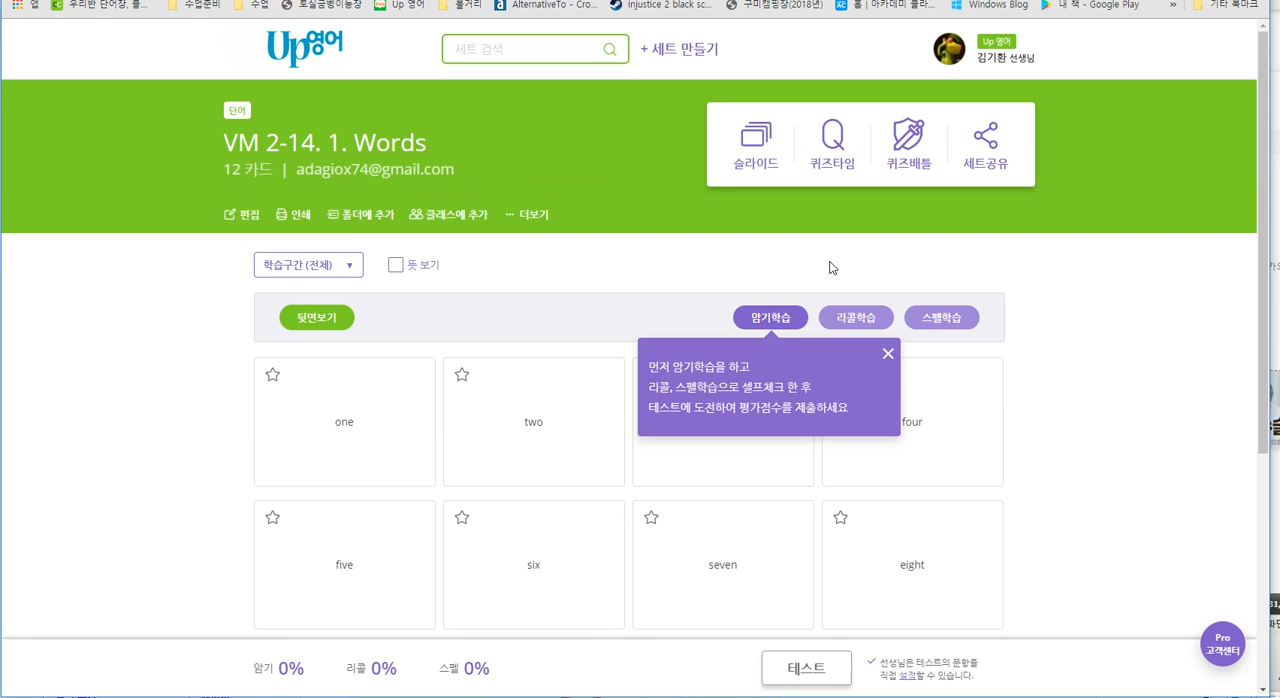 앱
우리반 단어장, 클...
수업준비
수업
토실금붕이농장
Up 영어
볼거리
AlternativeTo - Cro...
injustice 2 black sc...
구미캠핑장(2018년)
홈 | 아카데미 클라...
Windows Blog
내 책 - Google Play
»
기타 북마크
Up영어
세트 검색
+ 세트 만들기
Up 영어
김기환 선생님
단어
VM 2-14. 1. Words
12 카드 | adagiox74@gmail.com
슬라이드
퀴즈타임
퀴즈배틀
세트공유
편집
인쇄
폴더에 추가
클래스에 추가
··· 더보기
학습구간 (전체) ▼
뜻 보기
뒷면보기
암기학습
리콜학습
스펠학습
먼저 암기학습을 하고
리콜, 스펠학습으로 셀프체크 한 후
테스트에 도전하여 평가점수를 제출하세요
one
two
four
five
six
seven
eight
암기 0%
리콜 0%
스펠 0%
테스트
선생님은 테스트의 문항을
직접 설정할 수 있습니다.
Pro
고객센터